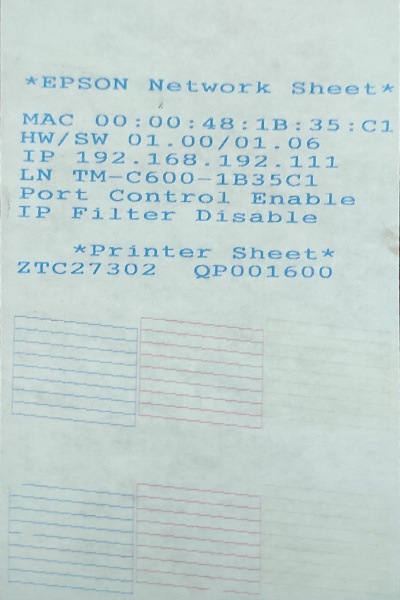 *EPSON Network Sheet*
MAC 00:00:48:1B:35:C1
HW/SW 01.00/01.06
IP 192.168.192.111
LN TM-C600-1B35C1
Port Control Enable
IP Filter Disable
*Printer Sheet*
ZTC27302 QP001600